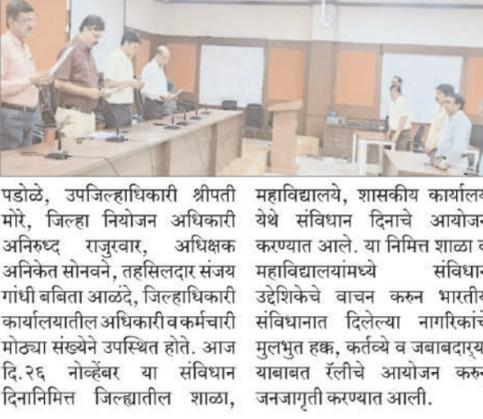 पडोळे, उपजिल्हाधिकारी श्रीपती
मोरे, जिल्हा नियोजन अधिकारी
अनिरुध्द राजुरवार, अधिक्षक
अनिकेत सोनवने, तहसिलदार संजय
गांधी बबिता आळंदे, जिल्हाधिकारी
कार्यालयातील अधिकारी व कर्मचारी
मोठ्या संख्येने उपस्थित होते. आज
दि.२६ नोव्हेंबर या संविधान
दिनानिमित्त जिल्ह्यातील शाळा,
महाविद्यालये, शासकीय कार्यालय
येथे संविधान दिनाचे आयोजन
करण्यात आले. या निमित्त शाळा व
महाविद्यालयांमध्ये संविधान
उद्देशिकेचे वाचन करुन भारतीय
संविधानात दिलेल्या नागरिकांचे
मुलभुत हक्क, कर्तव्ये व जबाबदाऱ्या
याबाबत रॅलीचे आयोजन करुन
जनजागृती करण्यात आली.